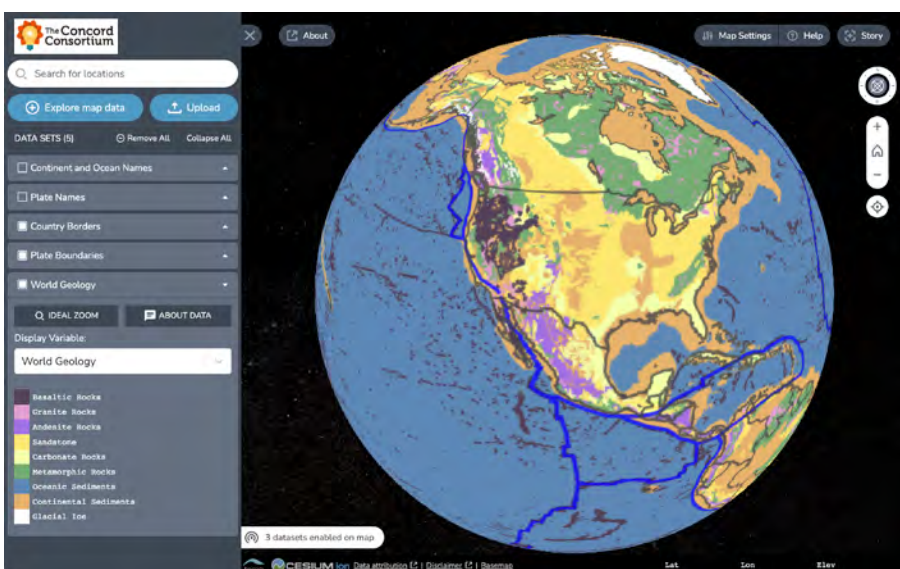 The Concord
Consortium
About
Map Settings
Help
Story
Search for locations
Explore map data
Upload
DATA SETS (5)
Remove All
Collapse All
Continent and Ocean Names
Plate Names
Country Borders
Plate Boundaries
World Geology
IDEAL ZOOM
ABOUT DATA
Display Variable:
World Geology
Basaltic Rocks
Granite Rocks
Andesite Rocks
Sandstone
Carbonate Rocks
Metamorphic Rocks
Oceanic Sediments
Continental Sediments
Glacial Ice
3 datasets enabled on map
CESIUM ion Data attribution | Disclaimer | Basemap
Lat Lon Elev